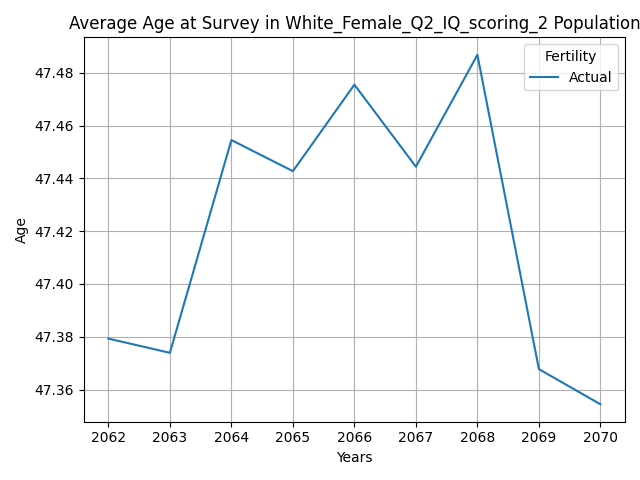 Average Age at Survey in White_Female_Q2_IQ_scoring_2 Population
Fertility
Actual
47.48
47.46
47.44
47.42
47.40
47.38
47.36
Age
2062 2063 2064 2065 2066 2067 2068 2069 2070
Years